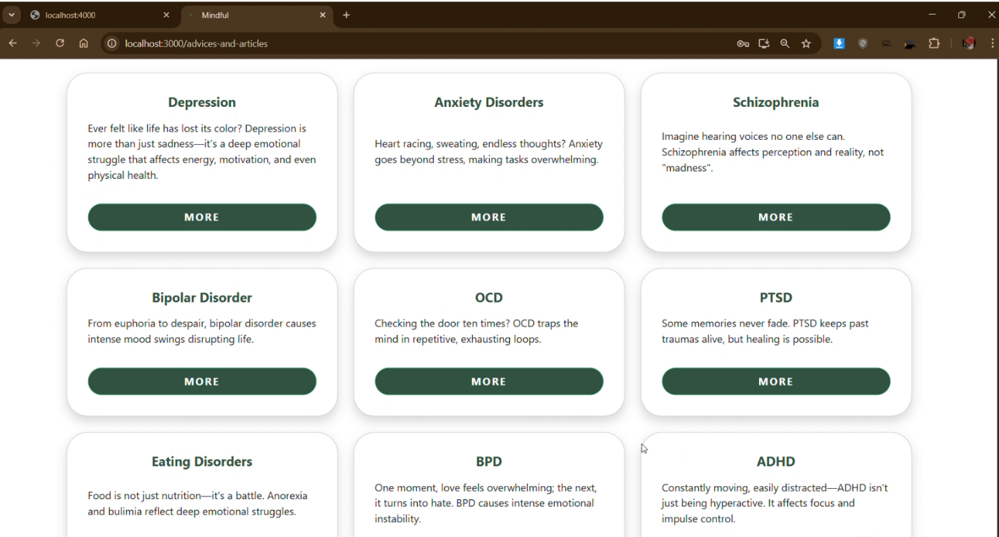 localhost:4000
Mindful
localhost:3000/advices-and-articles
Depression
Ever felt like life has lost its color? Depression is
more than just sadness—it's a deep emotional
struggle that affects energy, motivation, and even
physical health.
MORE
Anxiety Disorders
Heart racing, sweating, endless thoughts? Anxiety
goes beyond stress, making tasks overwhelming.
MORE
Schizophrenia
Imagine hearing voices no one else can.
Schizophrenia affects perception and reality, not
"madness".
MORE
Bipolar Disorder
From euphoria to despair, bipolar disorder causes
intense mood swings disrupting life.
MORE
OCD
Checking the door ten times? OCD traps the
mind in repetitive, exhausting loops.
MORE
PTSD
Some memories never fade. PTSD keeps past
traumas alive, but healing is possible.
MORE
Eating Disorders
Food is not just nutrition—it's a battle. Anorexia
and bulimia reflect deep emotional struggles.
BPD
One moment, love feels overwhelming; the next,
it turns into hate. BPD causes intense emotional
instability.
ADHD
Constantly moving, easily distracted—ADHD isn't
just being hyperactive. It affects focus and
impulse control.